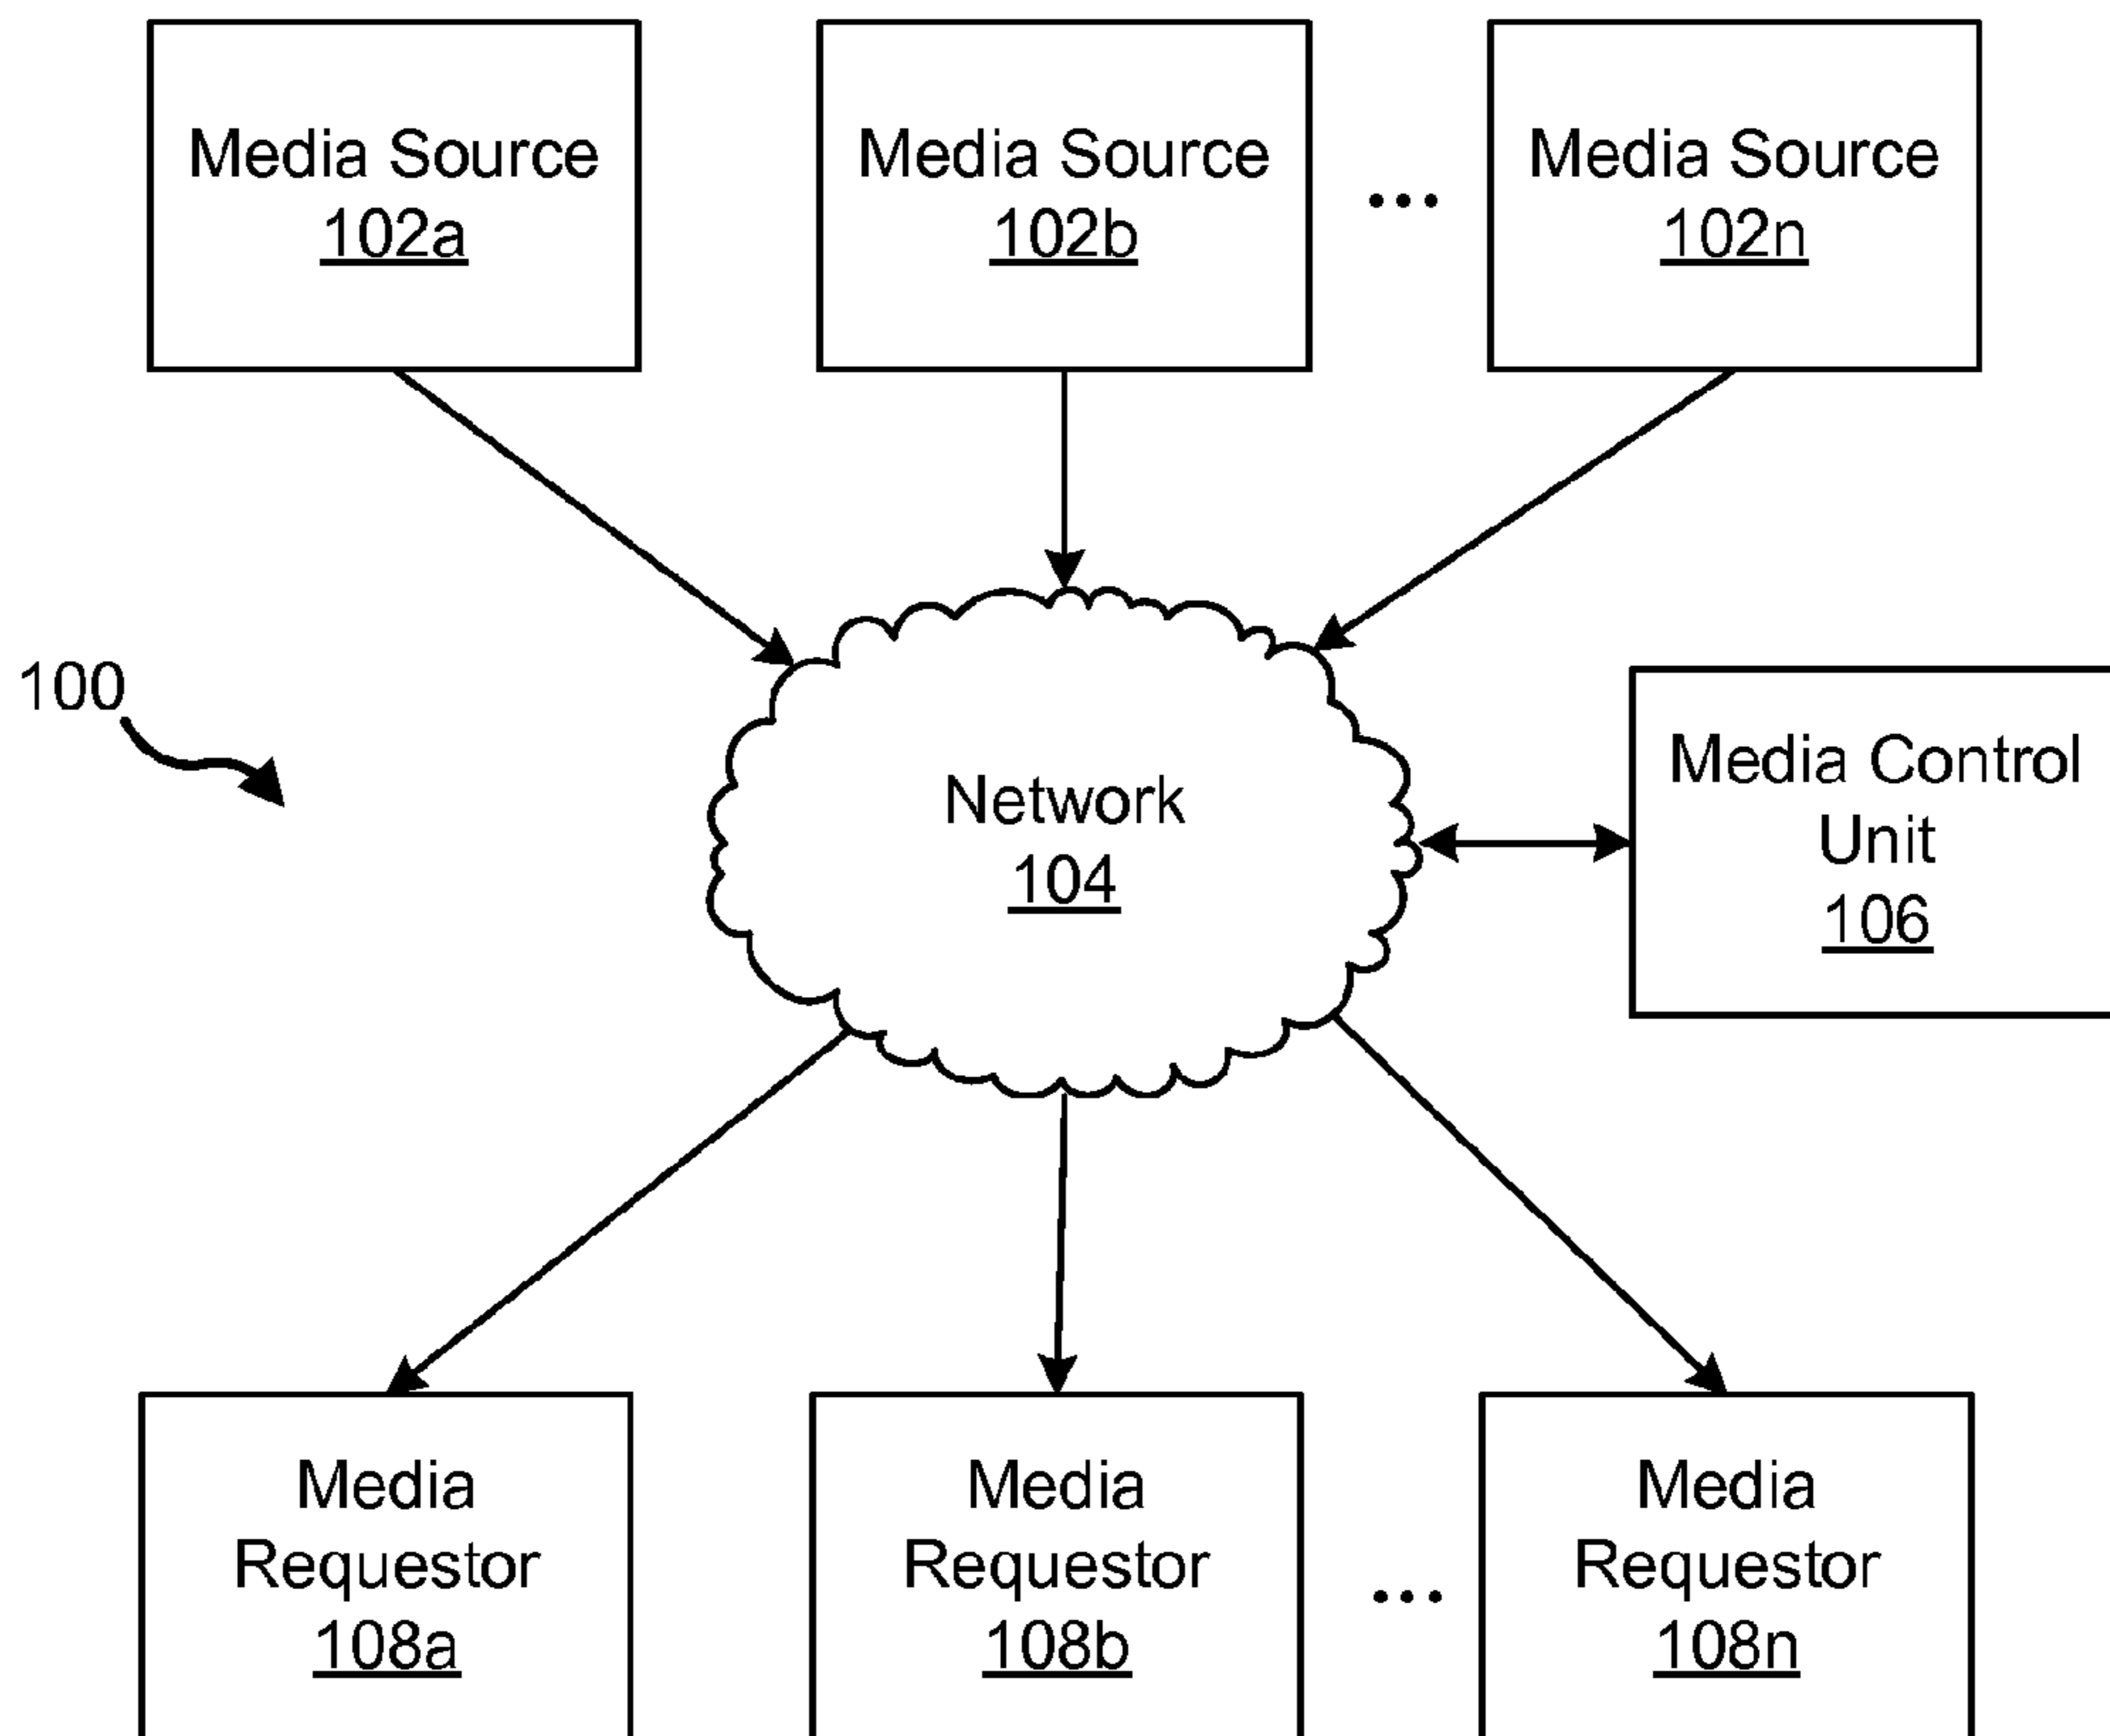 Media Source
102a
Media Source
102b
...
Media Source
102n
100
Network
104
Media Control
Unit
106
Media
Requestor
108a
Media
Requestor
108b
...
Media
Requestor
108n